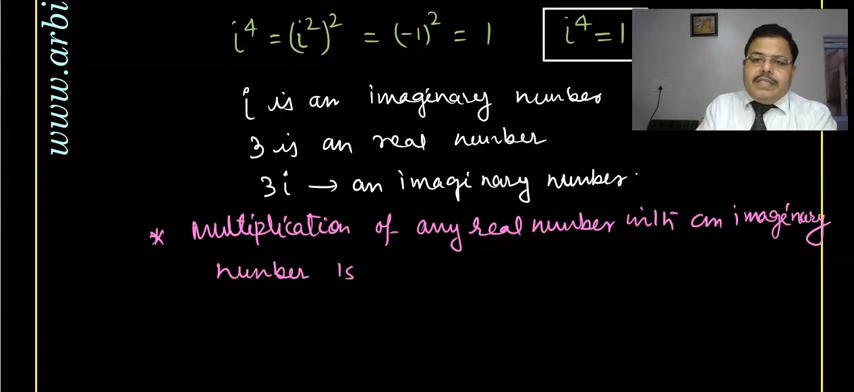 www.arbi
i⁴ = (i²)² = (-1)² = 1
i⁴ = 1
i is an imaginary number
3 is an real number
3i → an imaginary number.
* Multiplication of any real number with an imaginary
number is